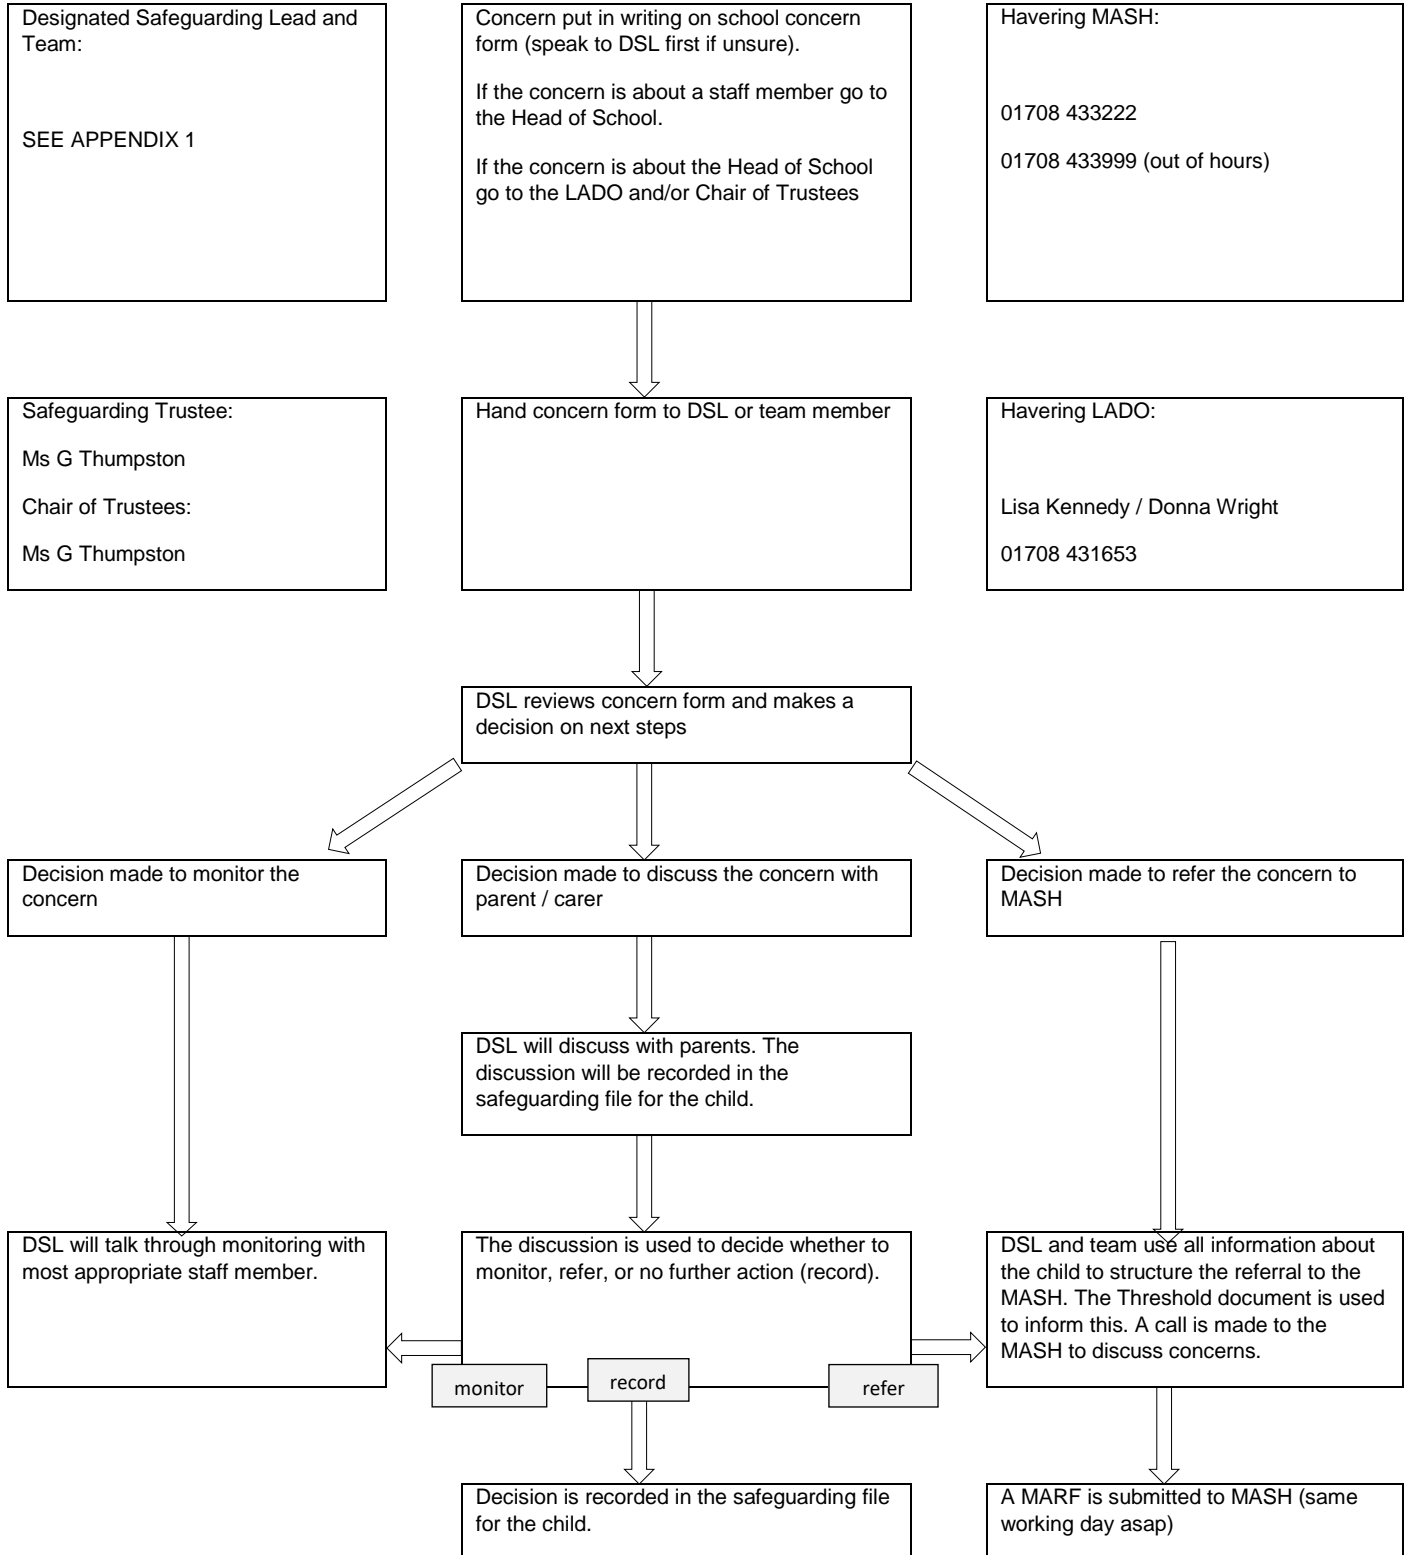 Designated Safeguarding Lead and
Team:
SEE APPENDIX 1
Concern put in writing on school concern
form (speak to DSL first if unsure).
If the concern is about a staff member go to
the Head of School.
If the concern is about the Head of School
go to the LADO and/or Chair of Trustees
Havering MASH:
01708 433222
01708 433999 (out of hours)
Safeguarding Trustee:
Ms G Thumpston
Chair of Trustees:
Ms G Thumpston
Hand concern form to DSL or team member
Havering LADO:
Lisa Kennedy / Donna Wright
01708 431653
DSL reviews concern form and makes a
decision on next steps
Decision made to monitor the
concern
Decision made to discuss the concern with
parent / carer
Decision made to refer the concern to
MASH
DSL will discuss with parents. The
discussion will be recorded in the
safeguarding file for the child.
DSL will talk through monitoring with
most appropriate staff member.
The discussion is used to decide whether to
monitor, refer, or no further action (record).
DSL and team use all information about
the child to structure the referral to the
MASH. The Threshold document is used
to inform this. A call is made to the
MASH to discuss concerns.
monitor
record
refer
Decision is recorded in the safeguarding file
for the child.
A MARF is submitted to MASH (same
working day asap)